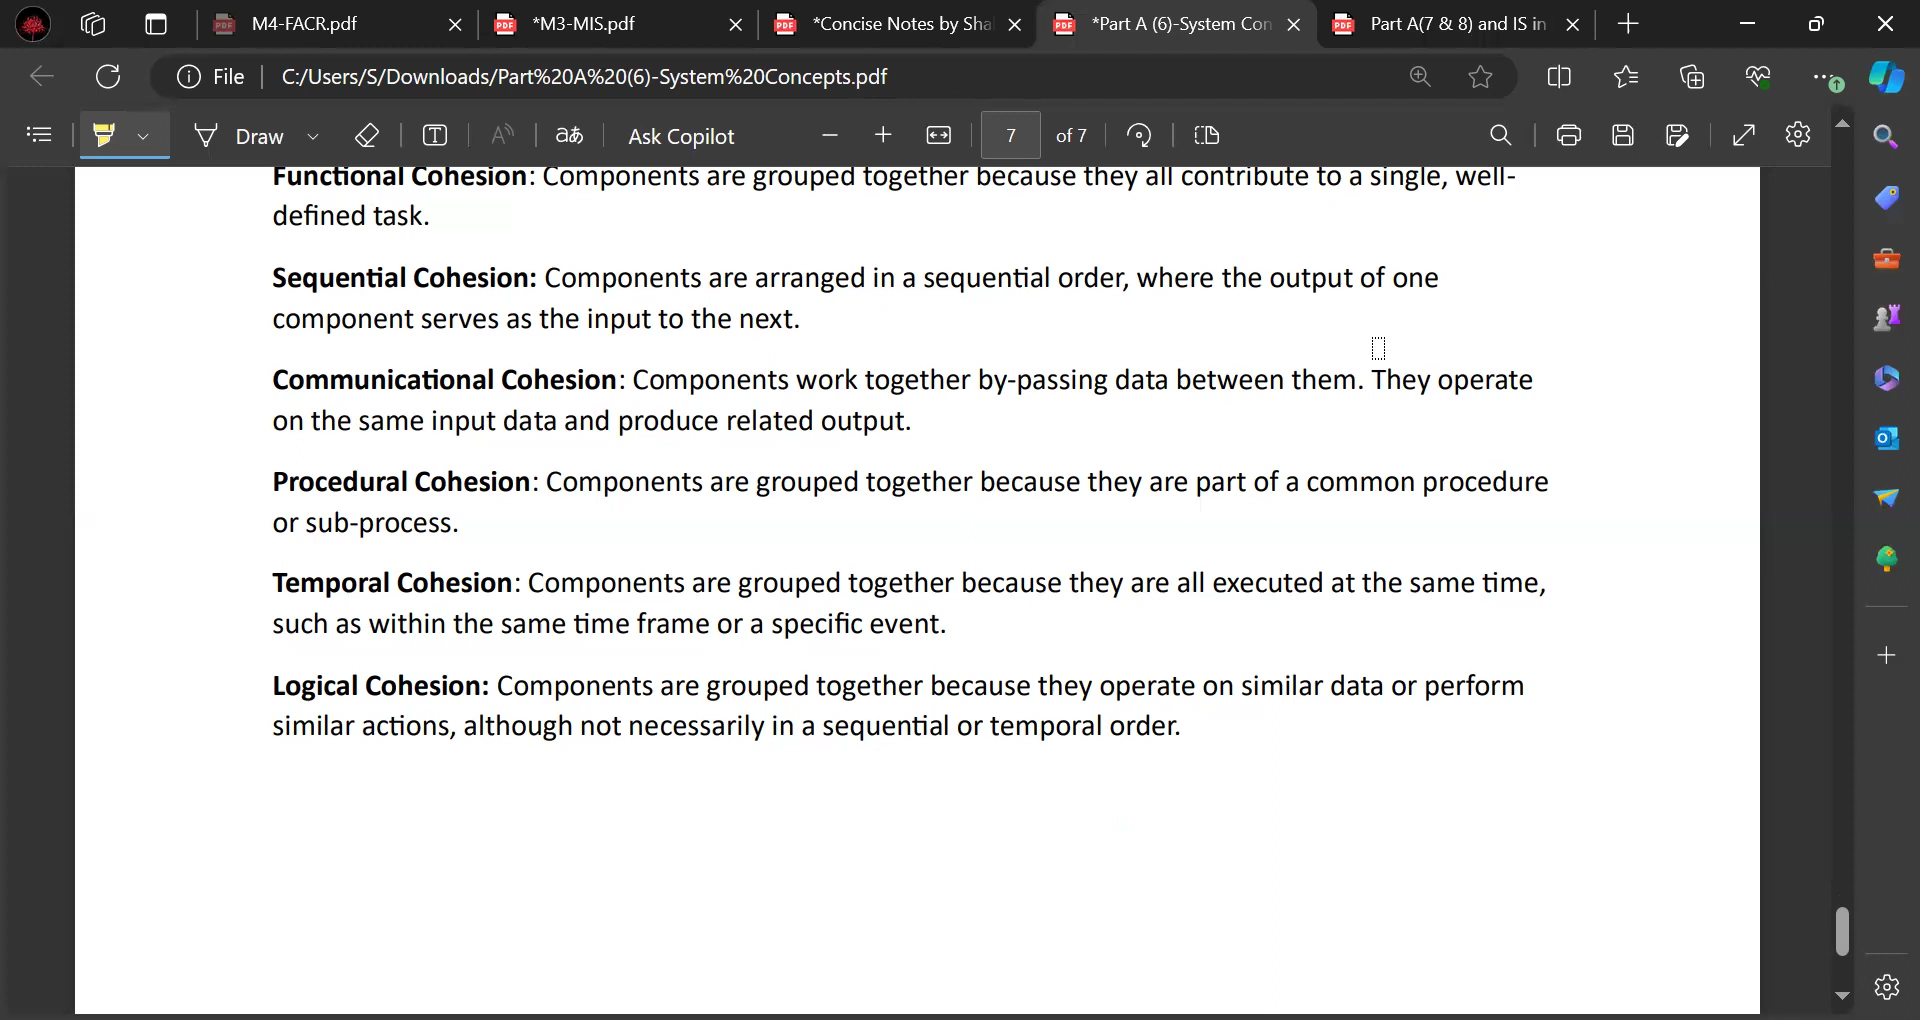 M4-FACR.pdf
*M3-MIS.pdf
*Concise Notes by Sha
*Part A (6)-System Con
Part A(7 & 8) and IS in
File
C:/Users/S/Downloads/Part%20A%20(6)-System%20Concepts.pdf
Draw
aあ
Ask Copilot
7
of 7
Functional Cohesion: Components are grouped together because they all contribute to a single, well-
defined task.
Sequential Cohesion: Components are arranged in a sequential order, where the output of one
component serves as the input to the next.
Communicational Cohesion: Components work together by-passing data between them. They operate
on the same input data and produce related output.
Procedural Cohesion: Components are grouped together because they are part of a common procedure
or sub-process.
Temporal Cohesion: Components are grouped together because they are all executed at the same time,
such as within the same time frame or a specific event.
Logical Cohesion: Components are grouped together because they operate on similar data or perform
similar actions, although not necessarily in a sequential or temporal order.